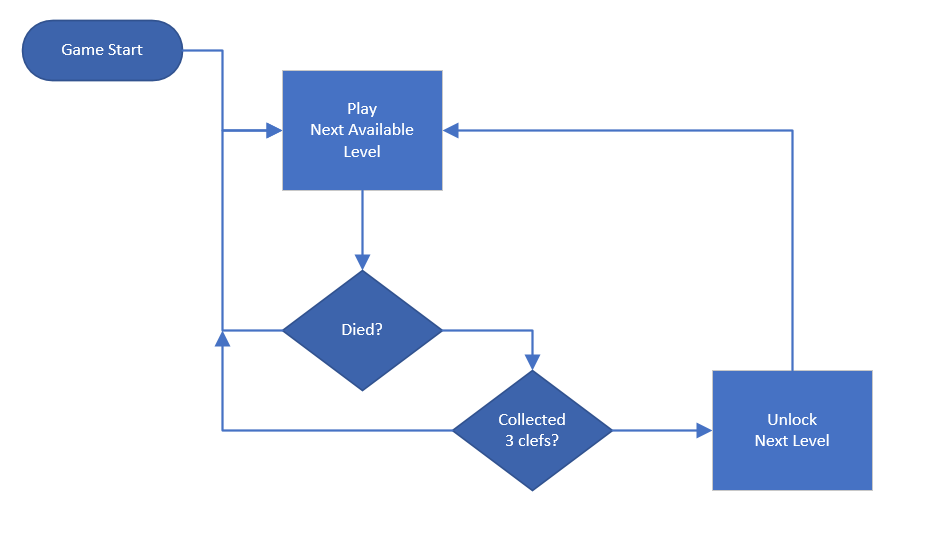 Game Start
Play
Next Available
Level
Died?
Collected
3 clefs?
Unlock
Next Level